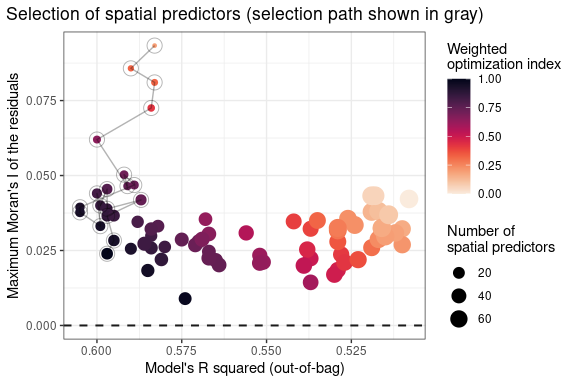 Selection of spatial predictors (selection path shown in gray)
Maximum Moran's I of the residuals
0.075
0.050
0.025
0.000
0.600
0.575
0.550
0.525
Model's R squared (out-of-bag)
Weighted
optimization index
1.00
0.75
0.50
0.25
0.00
Number of
spatial predictors
20
40
60